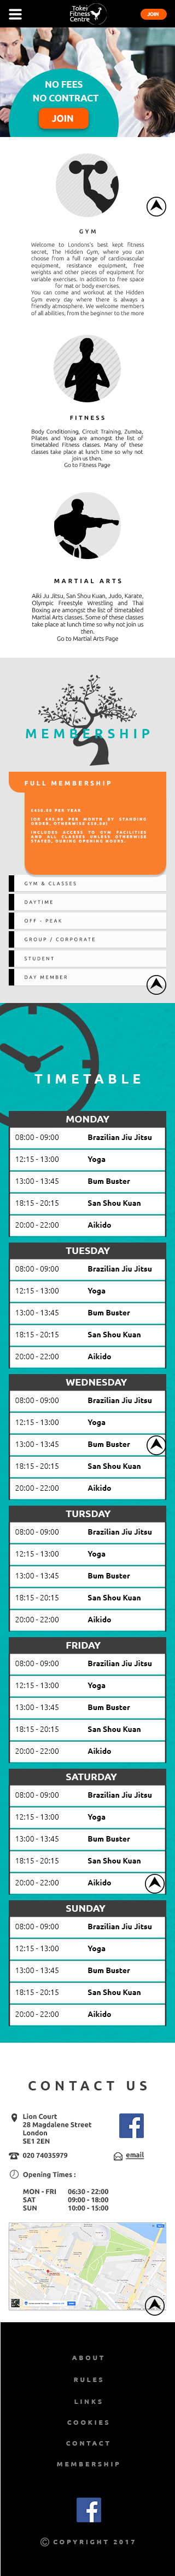 Tokei
Fitness
Centre
JOIN
NO FEES
NO CONTRACT
JOIN
GYM
Welcome to Londons's best kept fitness
secret, The Hidden Gym, where you can
choose from a full range of cardiovascular
equipment, resistance equipment, free
weights and other pieces of equipment for
variable exercises. In addition to free space
for mat or body exercises.
You can come and workout at the Hidden
Gym every day where there is always a
friendly atmosphere. We welcome members
of all abilities, from the beginner to the more
FITNESS
Body Conditioning, Circuit Training, Zumba,
Pilates and Yoga are amongst the list of
timetabled Fitness classes. Many of these
classes take place at lunch time so why not
join us then.
Go to Fitness Page
MARTIAL ARTS
Aiki Ju Jitsu, San Shou Kuan, Judo, Karate,
Olympic Freestyle Wrestling and Thai
Boxing are amongst the list of timetabled
Martial Arts classes. Some of these classes
take place at lunch time so why not join us
then.
Go to Martial Arts Page
MEMBERSHIP
FULL MEMBERSHIP
PER YEAR
PER MONTH BY STANDING
ORDER, OTHERWISE
INCLUDES ACCESS TO GYM FACILITIES
AND ALL CLASSES UNLESS OTHERWISE
STATED, DURING OPENING HOURS.
GYM & CLASSES
DAYTIME
OFF - PEAK
GROUP / CORPORATE
STUDENT
DAY MEMBER
TIMETABLE
MONDAY
08:00 - 09:00 Brazilian Jiu Jitsu
12:15 - 13:00 Yoga
13:00 - 13:45 Bum Buster
18:15 - 20:15 San Shou Kuan
20:00 - 22:00 Aikido
TUESDAY
08:00 - 09:00 Brazilian Jiu Jitsu
12:15 - 13:00 Yoga
13:00 - 13:45 Bum Buster
18:15 - 20:15 San Shou Kuan
20:00 - 22:00 Aikido
WEDNESDAY
08:00 - 09:00 Brazilian Jiu Jitsu
12:15 - 13:00 Yoga
13:00 - 13:45 Bum Buster
18:15 - 20:15 San Shou Kuan
20:00 - 22:00 Aikido
TURSDAY
08:00 - 09:00 Brazilian Jiu Jitsu
12:15 - 13:00 Yoga
13:00 - 13:45 Bum Buster
18:15 - 20:15 San Shou Kuan
20:00 - 22:00 Aikido
FRIDAY
08:00 - 09:00 Brazilian Jiu Jitsu
12:15 - 13:00 Yoga
13:00 - 13:45 Bum Buster
18:15 - 20:15 San Shou Kuan
20:00 - 22:00 Aikido
SATURDAY
08:00 - 09:00 Brazilian Jiu Jitsu
12:15 - 13:00 Yoga
13:00 - 13:45 Bum Buster
18:15 - 20:15 San Shou Kuan
20:00 - 22:00 Aikido
SUNDAY
08:00 - 09:00 Brazilian Jiu Jitsu
12:15 - 13:00 Yoga
13:00 - 13:45 Bum Buster
18:15 - 20:15 San Shou Kuan
20:00 - 22:00 Aikido
CONTACT US
Lion Court
28 Magdalene Street
London
SE1 2EN
020 74035979 email
Opening Times :
MON - FRI 06:30 - 22:00
SAT 09:00 - 18:00
SUN 10:00 - 15:00
ABOUT
RULES
LINKS
COOKIES
CONTACT
MEMBERSHIP
© COPYRIGHT 2017